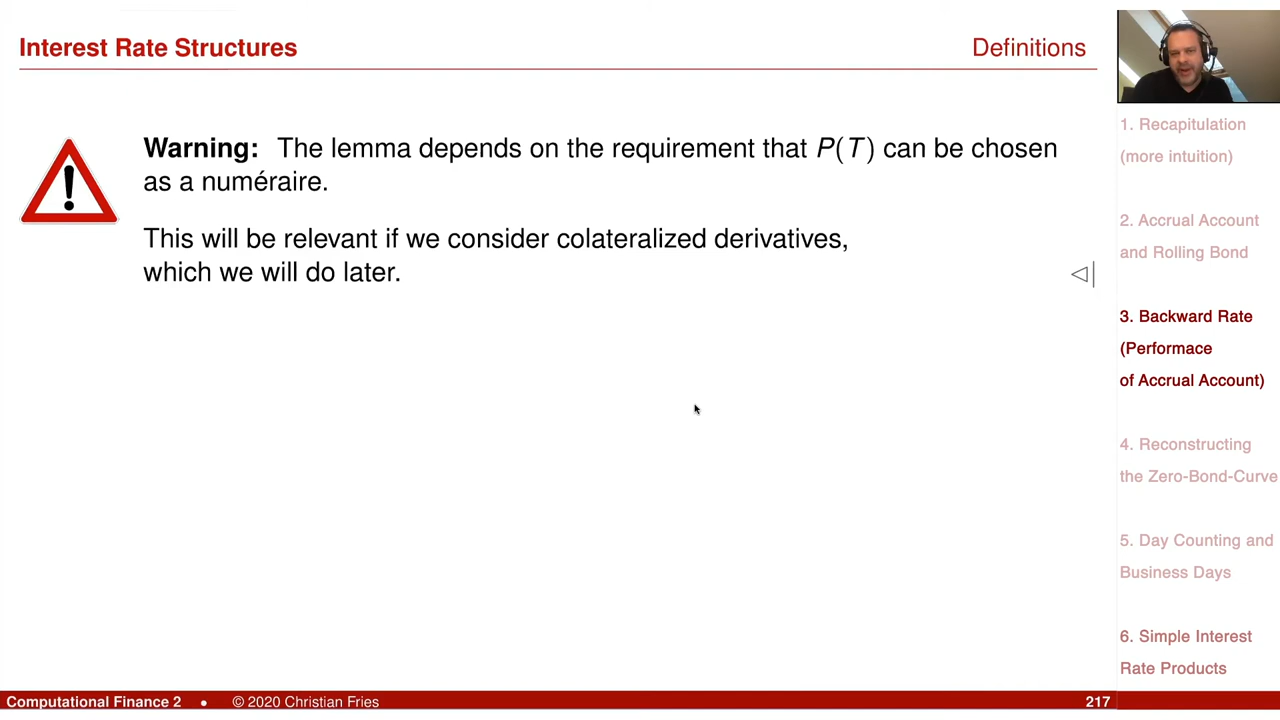 Interest Rate Structures
Definitions
Warning: The lemma depends on the requirement that P(T) can be chosen
as a numéraire.
This will be relevant if we consider colateralized derivatives,
which we will do later.
1. Recapitulation
(more intuition)
2. Accrual Account
and Rolling Bond
3. Backward Rate
(Performace
of Accrual Account)
4. Reconstructing
the Zero-Bond-Curve
5. Day Counting and
Business Days
6. Simple Interest
Rate Products
Computational Finance 2 • © 2020 Christian Fries
217